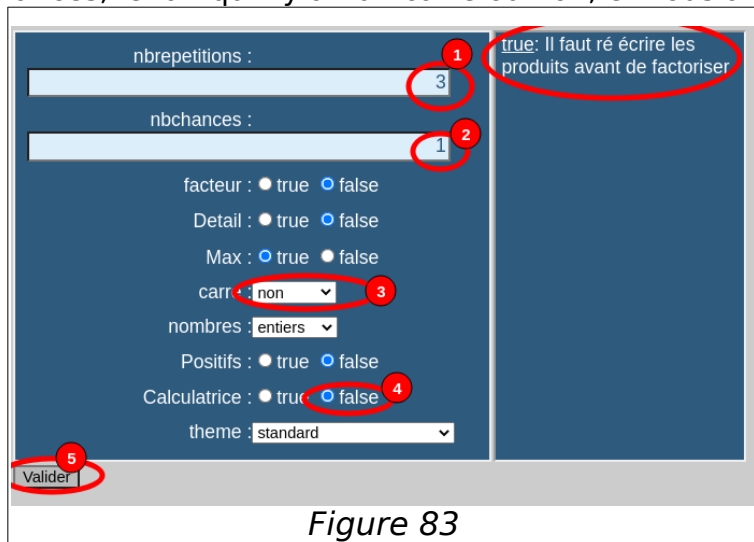 nbrepetitions :
1
3
nbchances :
2
1
facteur : true false
Detail : true false
Max : true false
carre : non
3
nombres : entiers
Positifs : true false
Calculatrice : true false
4
theme : standard
5
Valider
true: Il faut ré écrire les
produits avant de factoriser
Figure 83